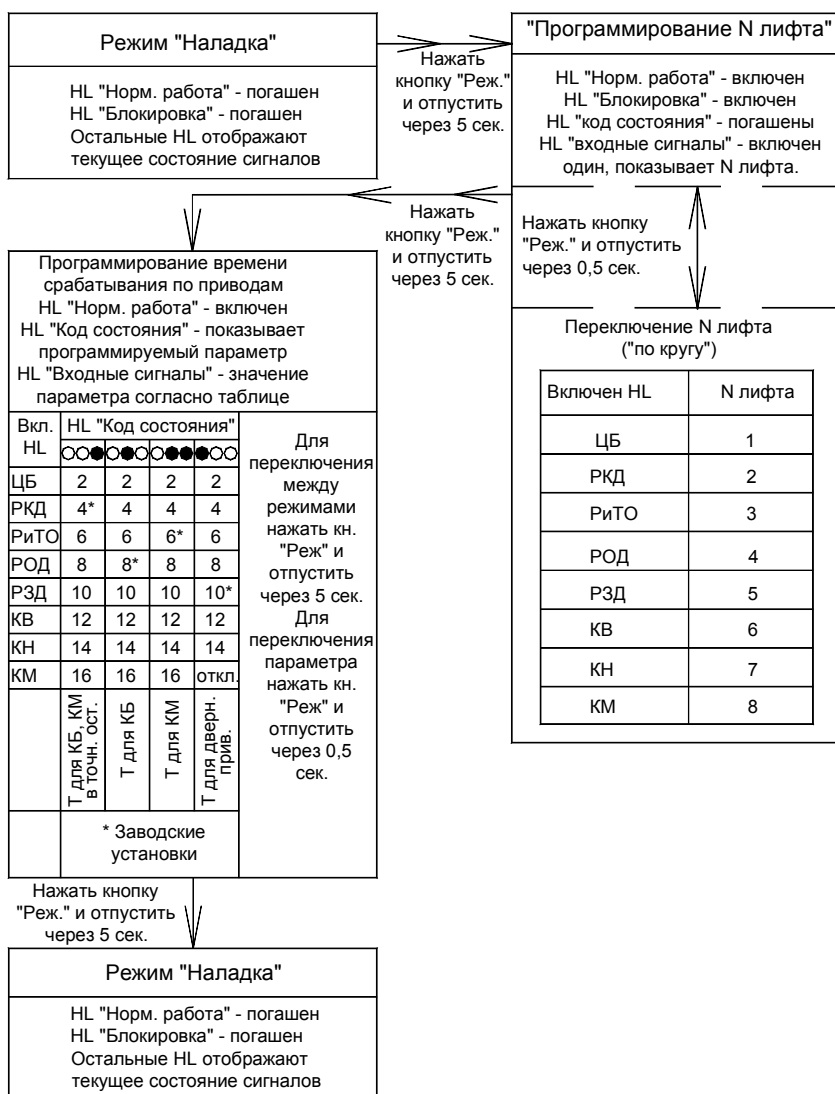 Режим "Наладка"
HL "Норм. работа" - погашен
HL "Блокировка" - погашен
Остальные HL отображают
текущее состояние сигналов
Нажать
кнопку "Реж."
и отпустить
через 5 сек.
"Программирование N лифта"
HL "Норм. работа" - включен
HL "Блокировка" - включен
HL "код состояния" - погашены
HL "входные сигналы" - включен
один, показывает N лифта.
Нажать
кнопку "Реж."
и отпустить
через 5 сек.
Нажать кнопку
"Реж." и отпустить
через 0,5 сек.
Переключение N лифта
("по кругу")
Включен HL N лифта
ЦБ 1
РКД 2
РиТО 3
РОД 4
РЗД 5
КВ 6
КН 7
КМ 8
Программирование времени
срабатывания по приводам
HL "Норм. работа" - включен
HL "Код состояния" - показывает
программируемый параметр
HL "Входные сигналы" - значение
параметра согласно таблице
Вкл. HL "Код состояния"
HL ○○● ○●○ ○●● ●○○
ЦБ 2 2 2 2
РКД 4* 4 4 4
РиТО 6 6 6* 6
РОД 8 8* 8 8
РЗД 10 10 10 10*
КВ 12 12 12 12
КН 14 14 14 14
КМ 16 16 16 откл.
Т для КБ, КМ
в точн. ост.
Т для КБ
Т для КМ
Т для дверн.
прив.
* Заводские
установки
Для
переключения
между
режимами
нажать кн.
"Реж" и
отпустить
через 5 сек.
Для
переключения
параметра
нажать кн.
"Реж" и
отпустить
через 0,5
сек.
Нажать кнопку
"Реж." и отпустить
через 5 сек.
Режим "Наладка"
HL "Норм. работа" - погашен
HL "Блокировка" - погашен
Остальные HL отображают
текущее состояние сигналов